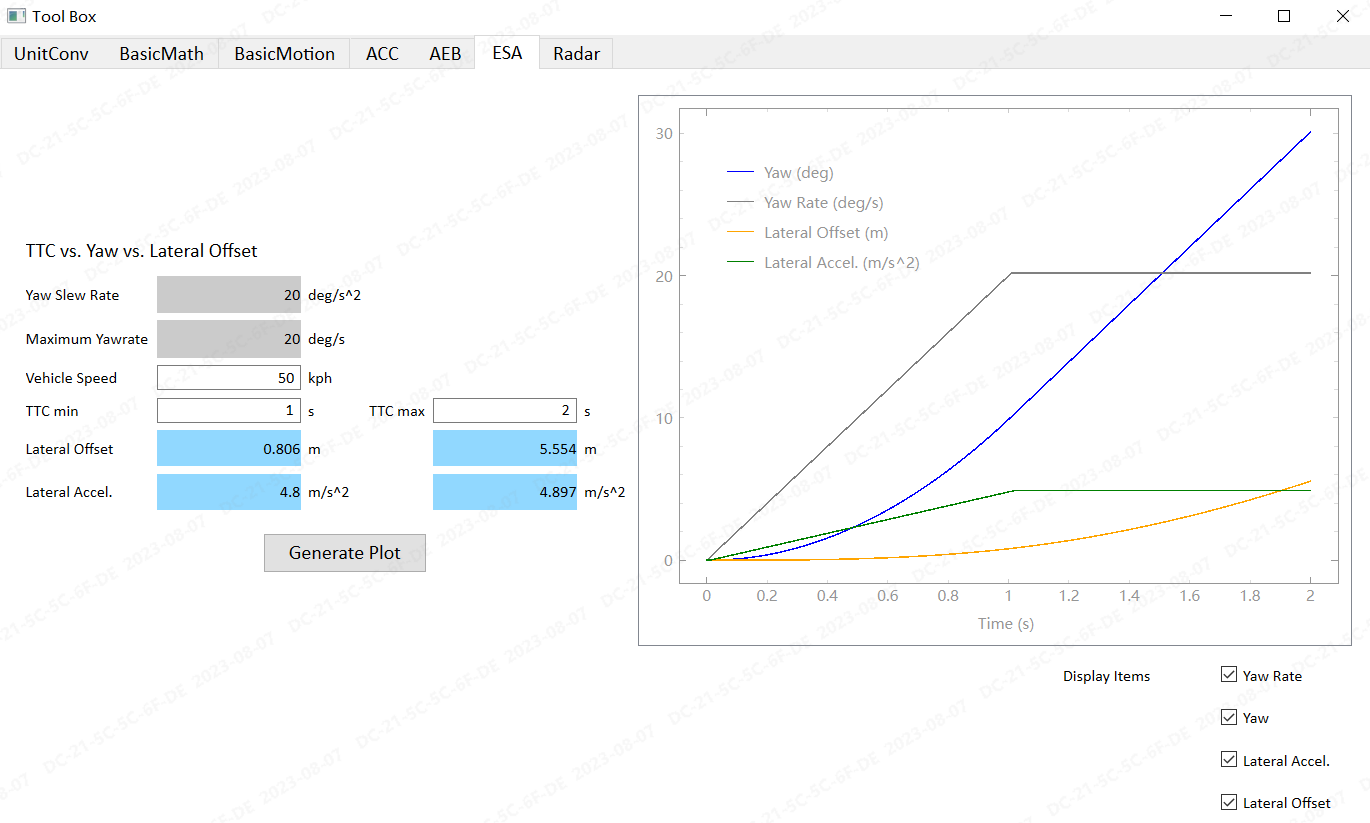 Tool Box
UnitConv BasicMath BasicMotion ACC AEB ESA Radar
TTC vs. Yaw vs. Lateral Offset
Yaw Slew Rate 20 deg/s^2
Maximum Yawrate 20 deg/s
Vehicle Speed 50 kph
TTC min 1 s TTC max 2 s
Lateral Offset 0.806 m 5.554 m
Lateral Accel. 4.8 m/s^2 4.897 m/s^2
Generate Plot
30
20
10
0
Yaw (deg)
Yaw Rate (deg/s)
Lateral Offset (m)
Lateral Accel. (m/s^2)
0 0.2 0.4 0.6 0.8 1 1.2 1.4 1.6 1.8 2
Time (s)
Display Items
Yaw Rate
Yaw
Lateral Accel.
Lateral Offset
DC-21-5C-5C-6F-DE 2023-08-07